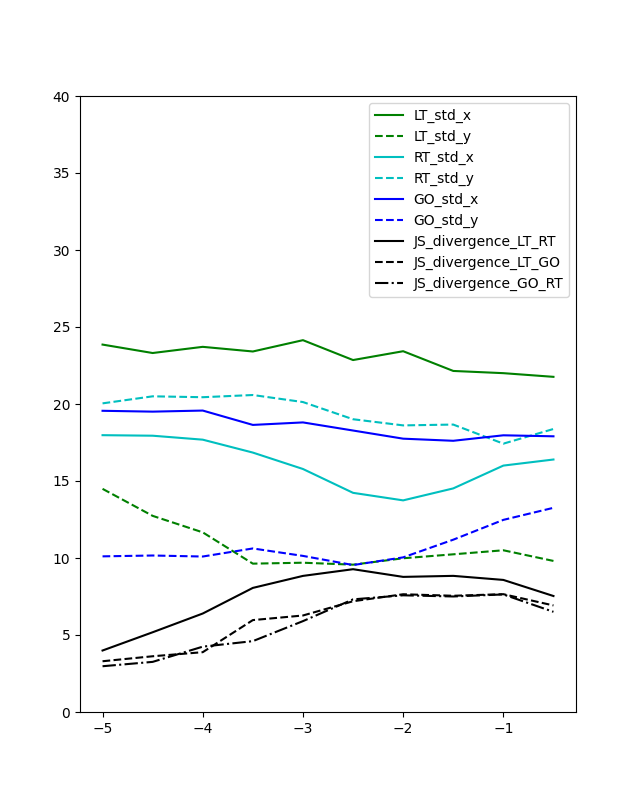 40
35
30
25
20
15
10
5
0
−5
−4
−3
−2
−1
LT_std_x
LT_std_y
RT_std_x
RT_std_y
GO_std_x
GO_std_y
JS_divergence_LT_RT
JS_divergence_LT_GO
JS_divergence_GO_RT